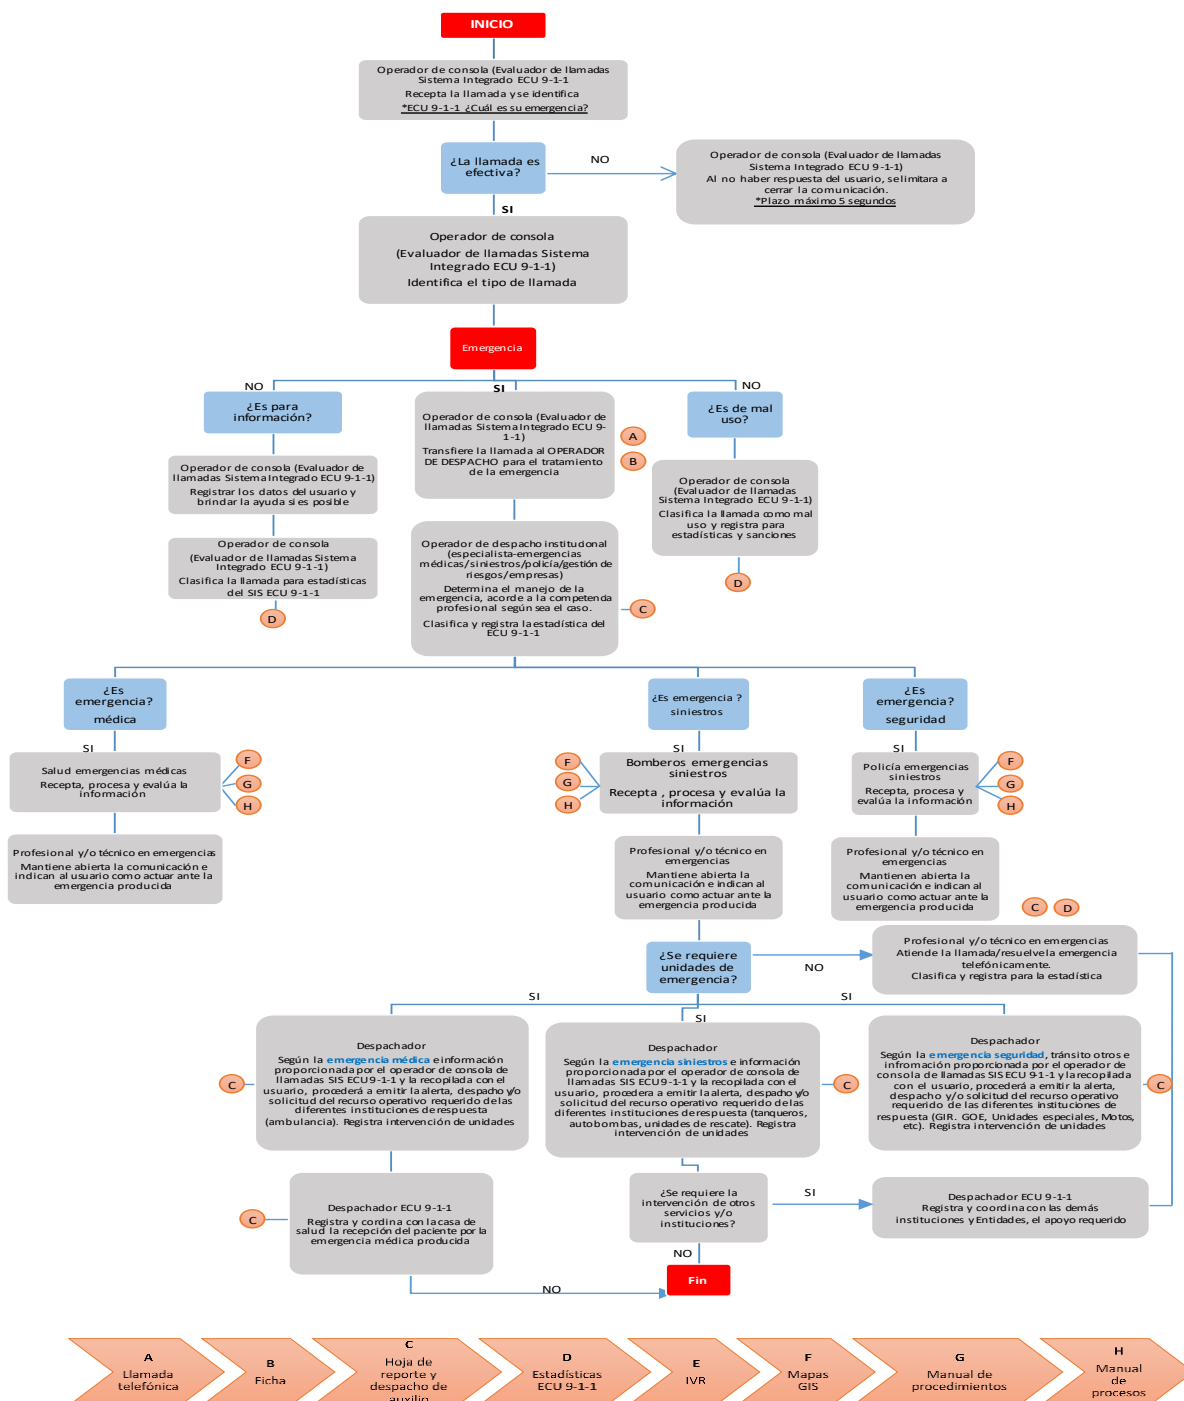 INICIO
Operador de consola (Evaluador de llamadas
Sistema Integrado ECU 9-1-1
Recepta la llamada y se identifica
*ECU 9-1-1 ¿Cuál es su emergencia?
¿La llamada es
efectiva?
NO
Operador de consola (Evaluador de llamadas
Sistema Integrado ECU 9-1-1)
Al no haber respuesta del usuario, se limitara a
cerrar la comunicación.
*Plazo máximo 5 segundos
SI
Operador de consola
(Evaluador de llamadas Sistema
Integrado ECU 9-1-1)
Identifica el tipo de llamada
Emergencia
NO
SI
NO
¿Es para
información?
Operador de consola (Evaluador de
llamadas Sistema Integrado ECU 9-1-1)
Registrar los datos del usuario y
brindar la ayuda si es posible
Operador de consola
(Evaluador de llamadas Sistema
Integrado ECU 9-1-1)
Clasifica la llamada para estadísticas
del SIS ECU 9-1-1
D
Operador de consola (Evaluador de
llamadas Sistema Integrado ECU 9-
1-1)
Transfiere la llamada al OPERADOR
DE DESPACHO para el tratamiento
de la emergencia
A
B
Operador de despacho institucional
(especialista-emergencias
médicas/siniestros/policía/gestión de
riesgos/empresas)
Determina el manejo de la
emergencia, acorde a la competenda
profesional según sea el caso.
Clasifica y registra la estadística del
ECU 9-1-1
C
¿Es de mal
uso?
Operador de consola
(Evaluador de llamadas
Sistema Integrado ECU 9-1-1)
Clasifica la llamada como mal
uso y registra para
estadísticas y sanciones
D
¿Es
emergencia?
médica
SI
Salud emergencias médicas
Recepta, procesa y evalúa la
información
F
G
H
Profesional y/o técnico en emergencias
Mantiene abierta la comunicación e
indican al usuario como actuar ante la
emergencia producida
¿Es emergencia ?
siniestros
SI
F
G
H
Bomberos emergencias
siniestros
Recepta , procesa y evalúa la
información
Profesional y/o técnico en
emergencias
Mantiene abierta la
comunicación e indican al
usuario como actuar ante la
emergencia producida
¿Es
emergencia?
seguridad
SI
Policía emergencias
siniestros
Recepta, procesa y
evalúa la información
F
G
H
Profesional y/o técnico en
emergencias
Mantienen abierta la
comunicación e indican al
usuario como actuar ante la
emergencia producida
C
D
¿Se requiere
unidades de
emergencia?
NO
Profesional y/o técnico en emergencias
Atiende la llamada/resuelve la emergencia
telefónicamente.
Clasifica y registra para la estadística
SI
SI
SI
Despachador
Según la emergencia médica e información
proporcionada por el operador de consola de
llamadas SIS ECU 9-1-1 y la recopilada con el
usuario, procederá a emitir la alerta, despacho y/o
solicitud del recurso operativo requerido de las
diferentes instituciones de respuesta
(ambulancia). Registra intervención de unidades
C
Despachador
Según la emergencia siniestros e información
proporcionada por el operador de consola de
llamadas SIS ECU 9-1-1 y la recopilada con el
usuario, procedera a emitir la alerta, despacho y/o
solicitud del recurso operativo requerido de las
diferentes instituciones de respuesta (tanqueros,
autobombas, unidades de rescate). Registra
intervención de unidades
C
Despachador
Según la emergencia seguridad, tránsito otros e
infromación proporcionada por el operador de
consola de llamadas SIS ECU 9-1-1 y la recopilada
con el usuario, procederá a emitir la alerta,
despacho y/o solicitud del recurso operativo
requerido de las diferentes instituciones de
respuesta (GIR. GOE, Unidades especiales, Motos,
etc). Registra intervención de unidades
C
C
Despachador ECU 9-1-1
Registra y cordina con la casa de
salud la recepción del paciente por la
emergencia médica producida
¿Se requiere la
intervención de otros
servicios y/o
instituciones?
SI
Despachador ECU 9-1-1
Registra y coordina con las demás
instituciones y Entidades, el apoyo requerido
NO
NO
Fin
A
Llamada
telefónica
B
Ficha
C
Hoja de
reporte y
despacho de
auxilio
D
Estadísticas
ECU 9-1-1
E
IVR
F
Mapas
GIS
G
Manual de
procedimientos
H
Manual
de
procesos